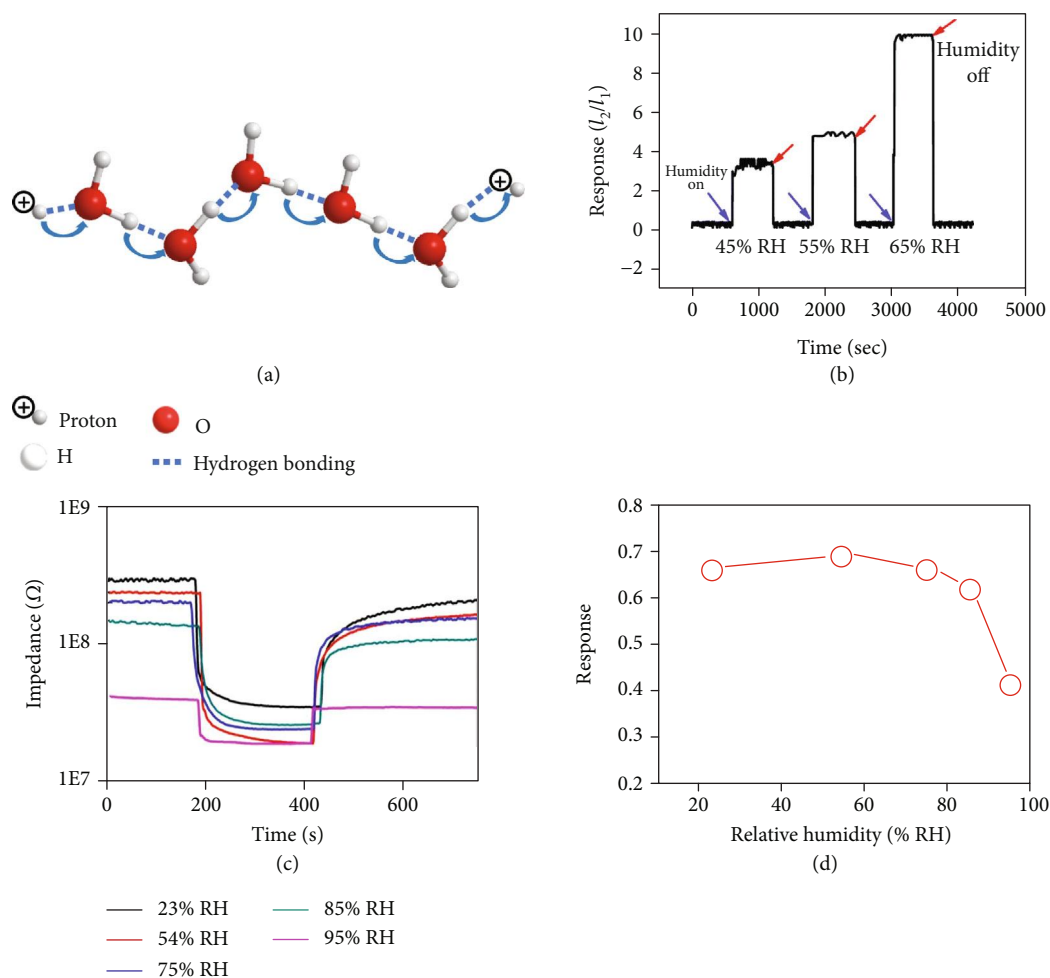 10
8
6
4
2
0
−2
Response (I2/I1)
Humidity
on
Humidity
off
45% RH
55% RH
65% RH
0
1000
2000
3000
4000
5000
Time (sec)
(a)
(b)
+ Proton
O
H
Hydrogen bonding
1E9
1E8
1E7
Impedance (Ω)
0
200
400
600
Time (s)
(c)
23% RH
54% RH
75% RH
85% RH
95% RH
0.8
0.7
0.6
0.5
0.4
0.3
0.2
Response
20
40
60
80
100
Relative humidity (% RH)
(d)